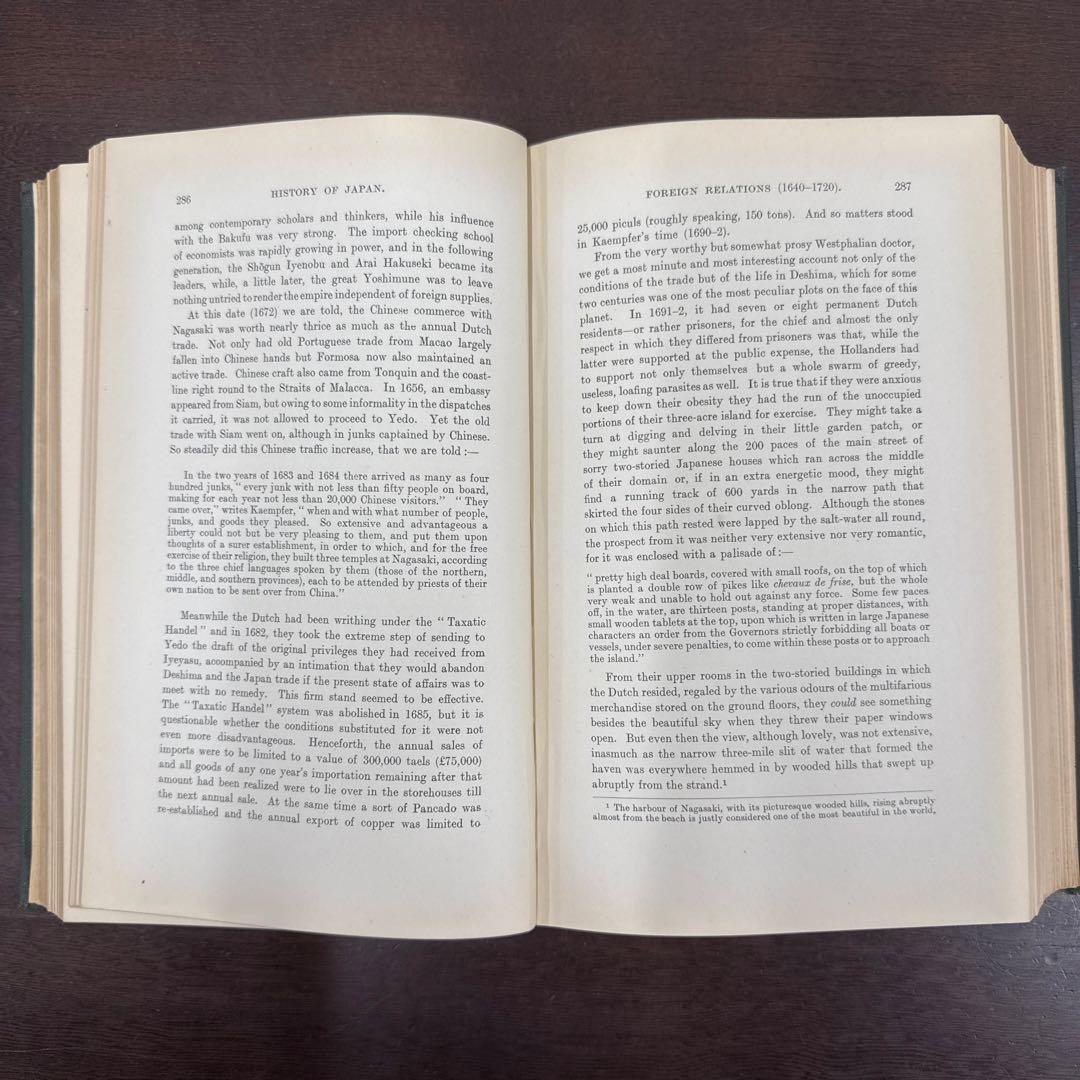 286
HISTORY OF JAPAN.
among contemporary scholars and thinkers, while his influence
with the Bakufu was very strong. The import checking school
of economists was rapidly growing in power, and in the following
generation, the Shōgun Iyenobu and Arai Hakuseki became its
leaders, while, a little later, the great Yoshimune was to leave
nothing untried to render the empire independent of foreign supplies.
At this date (1672) we are told, the Chinese commerce with
Nagasaki was worth nearly thrice as much as the annual Dutch
trade. Not only had old Portuguese trade from Macao largely
fallen into Chinese hands but Formosa now also maintained an
active trade. Chinese craft also came from Tonquin and the coast-
line right round to the Straits of Malacca. In 1656, an embassy
appeared from Siam, but owing to some informality in the dispatches
it carried, it was not allowed to proceed to Yedo. Yet the old
trade with Siam went on, although in junks captained by Chinese.
So steadily did this Chinese traffic increase, that we are told :—
In the two years of 1683 and 1684 there arrived as many as four
hundred junks, " every junk with not less than fifty people on board,
making for each year not less than 20,000 Chinese visitors." " They
came over," writes Kaempfer, " when and with what number of people,
junks, and goods they pleased. So extensive and advantageous a
liberty could not but be very pleasing to them, and put them upon
thoughts of a surer establishment, in order to which, and for the free
exercise of their religion, they built three temples at Nagasaki, according
to the three chief languages spoken by them (those of the northern,
middle, and southern provinces), each to be attended by priests of their
own nation to be sent over from China."
Meanwhile the Dutch had been writhing under the " Taxatic
Handel " and in 1682, they took the extreme step of sending to
Yedo the draft of the original privileges they had received from
Iyeyasu, accompanied by an intimation that they would abandon
Deshima and the Japan trade if the present state of affairs was to
meet with no remedy. This firm stand seemed to be effective.
The " Taxatic Handel " system was abolished in 1685, but it is
questionable whether the conditions substituted for it were not
even more disadvantageous. Henceforth, the annual sales of
imports were to be limited to a value of 300,000 taels (£75,000)
and all goods of any one year's importation remaining after that
amount had been realized were to lie over in the storehouses till
the next annual sale. At the same time a sort of Pancado was
re-established and the annual export of copper was limited to
FOREIGN RELATIONS (1640–1720).
287
25,000 piculs (roughly speaking, 150 tons). And so matters stood
in Kaempfer's time (1690–2).
From the very worthy but somewhat prosy Westphalian doctor,
we get a most minute and most interesting account not only of the
conditions of the trade but of the life in Deshima, which for some
two centuries was one of the most peculiar plots on the face of this
planet. In 1691–2, it had seven or eight permanent Dutch
residents—or rather prisoners, for the chief and almost the only
respect in which they differed from prisoners was that, while the
latter were supported at the public expense, the Hollanders had
to support not only themselves but a whole swarm of greedy,
useless, loafing parasites as well. It is true that if they were anxious
to keep down their obesity they had the run of the unoccupied
portions of their three-acre island for exercise. They might take a
turn at digging and delving in their little garden patch, or
they might saunter along the 200 paces of the main street of
sorry two-storied Japanese houses which ran across the middle
of their domain or, if in an extra energetic mood, they might
find a running track of 600 yards in the narrow path that
skirted the four sides of their curved oblong. Although the stones
on which this path rested were lapped by the salt-water all round,
the prospect from it was neither very extensive nor very romantic,
for it was enclosed with a palisade of :—
" pretty high deal boards, covered with small roofs, on the top of which
is planted a double row of pikes like chevaux de frise, but the whole
very weak and unable to hold out against any force. Some few paces
off, in the water, are thirteen posts, standing at proper distances, with
small wooden tablets at the top, upon which is written in large Japanese
characters an order from the Governors strictly forbidding all boats or
vessels, under severe penalties, to come within these posts or to approach
the island."
From their upper rooms in the two-storied buildings in which
the Dutch resided, regaled by the various odours of the multifarious
merchandise stored on the ground floors, they could see something
besides the beautiful sky when they threw their paper windows
open. But even then the view, although lovely, was not extensive,
inasmuch as the narrow three-mile slit of water that formed the
haven was everywhere hemmed in by wooded hills that swept up
abruptly from the strand.¹
¹ The harbour of Nagasaki, with its picturesque wooded hills, rising abruptly
almost from the beach is justly considered one of the most beautiful in the world,